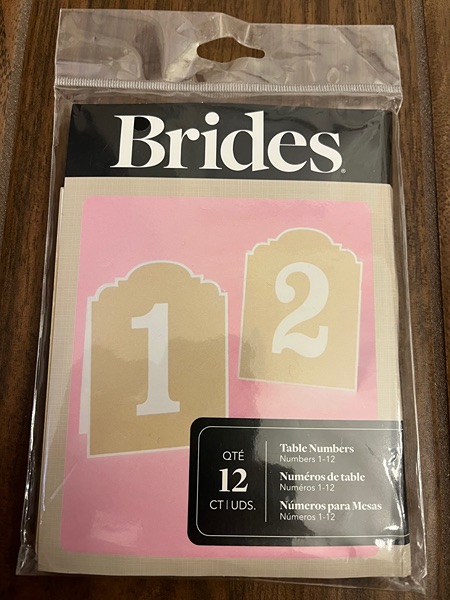 Brides®
1
2
QTÉ
12
CT | UDS.
Table Numbers
Numbers 1-12
Numéros de table
Numéros 1-12
Números para Mesas
Números 1-12